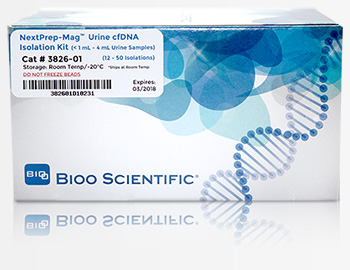 NextPrep-Mag™ Urine cfDNA
Isolation Kit (< 1 mL - 4 mL Urine Samples)
Cat # 3826-01 (12 - 50 Isolations)
Storage: Room Temp/-20°C *Ships at Room Temp
DO NOT FREEZE BEADS
Expires:
03/2018
382601D10231
BIOO BIOO SCIENTIFIC®